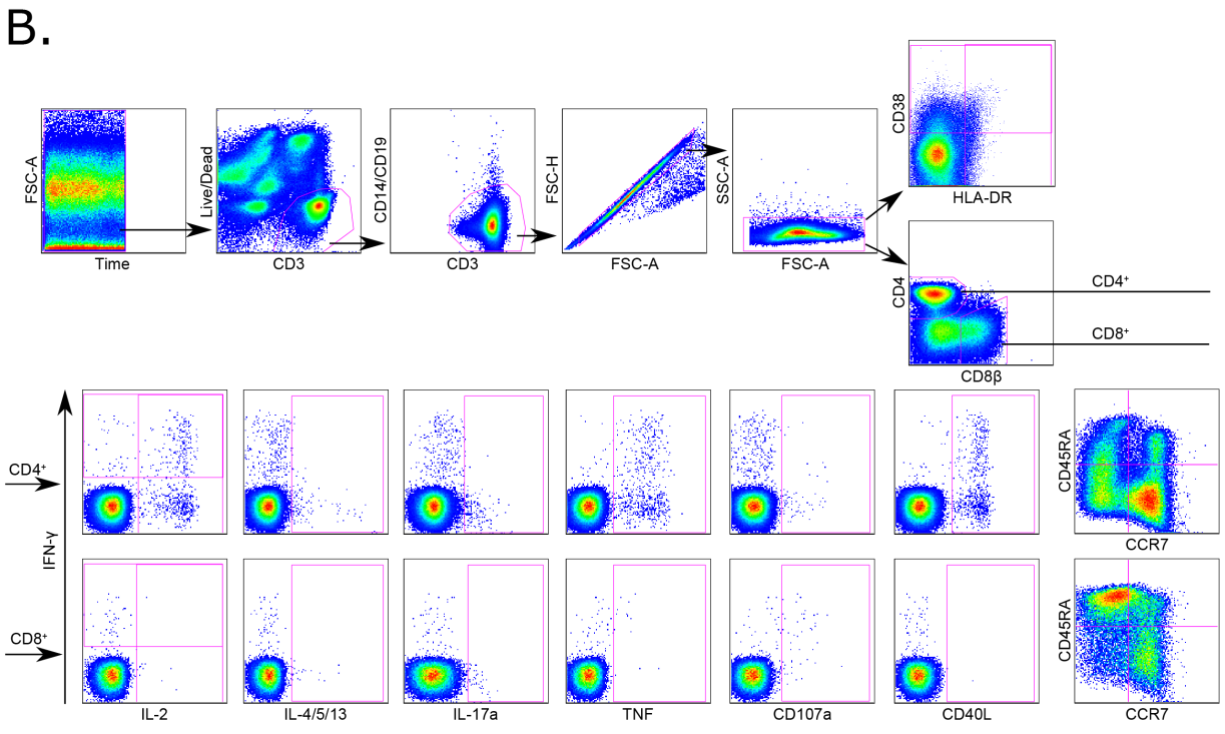 B.
FSC-A
Time
Live/Dead
CD3
CD14/CD19
CD3
FSC-H
FSC-A
SSC-A
FSC-A
CD38
HLA-DR
CD4
CD8β
CD4⁺
CD8⁺
IFN-γ
CD4⁺
CD45RA
CCR7
CD8⁺
CD45RA
IL-2
IL-4/5/13
IL-17a
TNF
CD107a
CD40L
CCR7